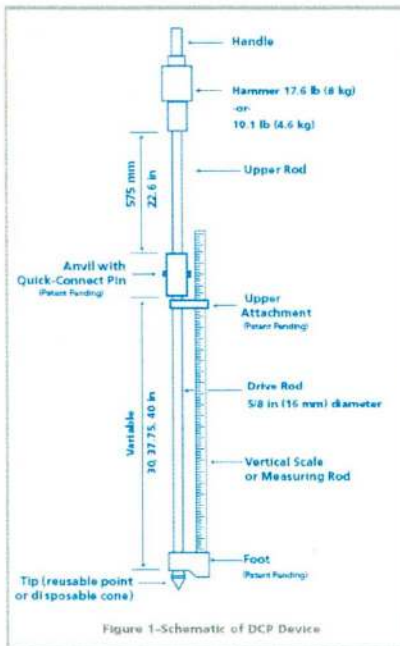 Handle
Hammer 17.6 lb (8 kg)
-or-
10.1 lb (4.6 kg)
575 mm
22.6 in
Upper Rod
Anvil with
Quick-Connect Pin
(Patent Pending)
Upper
Attachment
(Patent Pending)
Drive Rod
5/8 in (16 mm) diameter
Variable
30, 37.75, 40 in
Vertical Scale
or Measuring Rod
Foot
(Patent Pending)
Tip (reusable point
or disposable cone)
Figure 1-Schematic of DCP Device